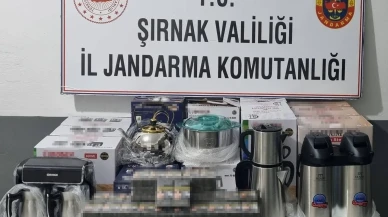 T.C.
ŞIRNAK VALİLİĞİ
İL JANDARMA KOMUTANLIĞI